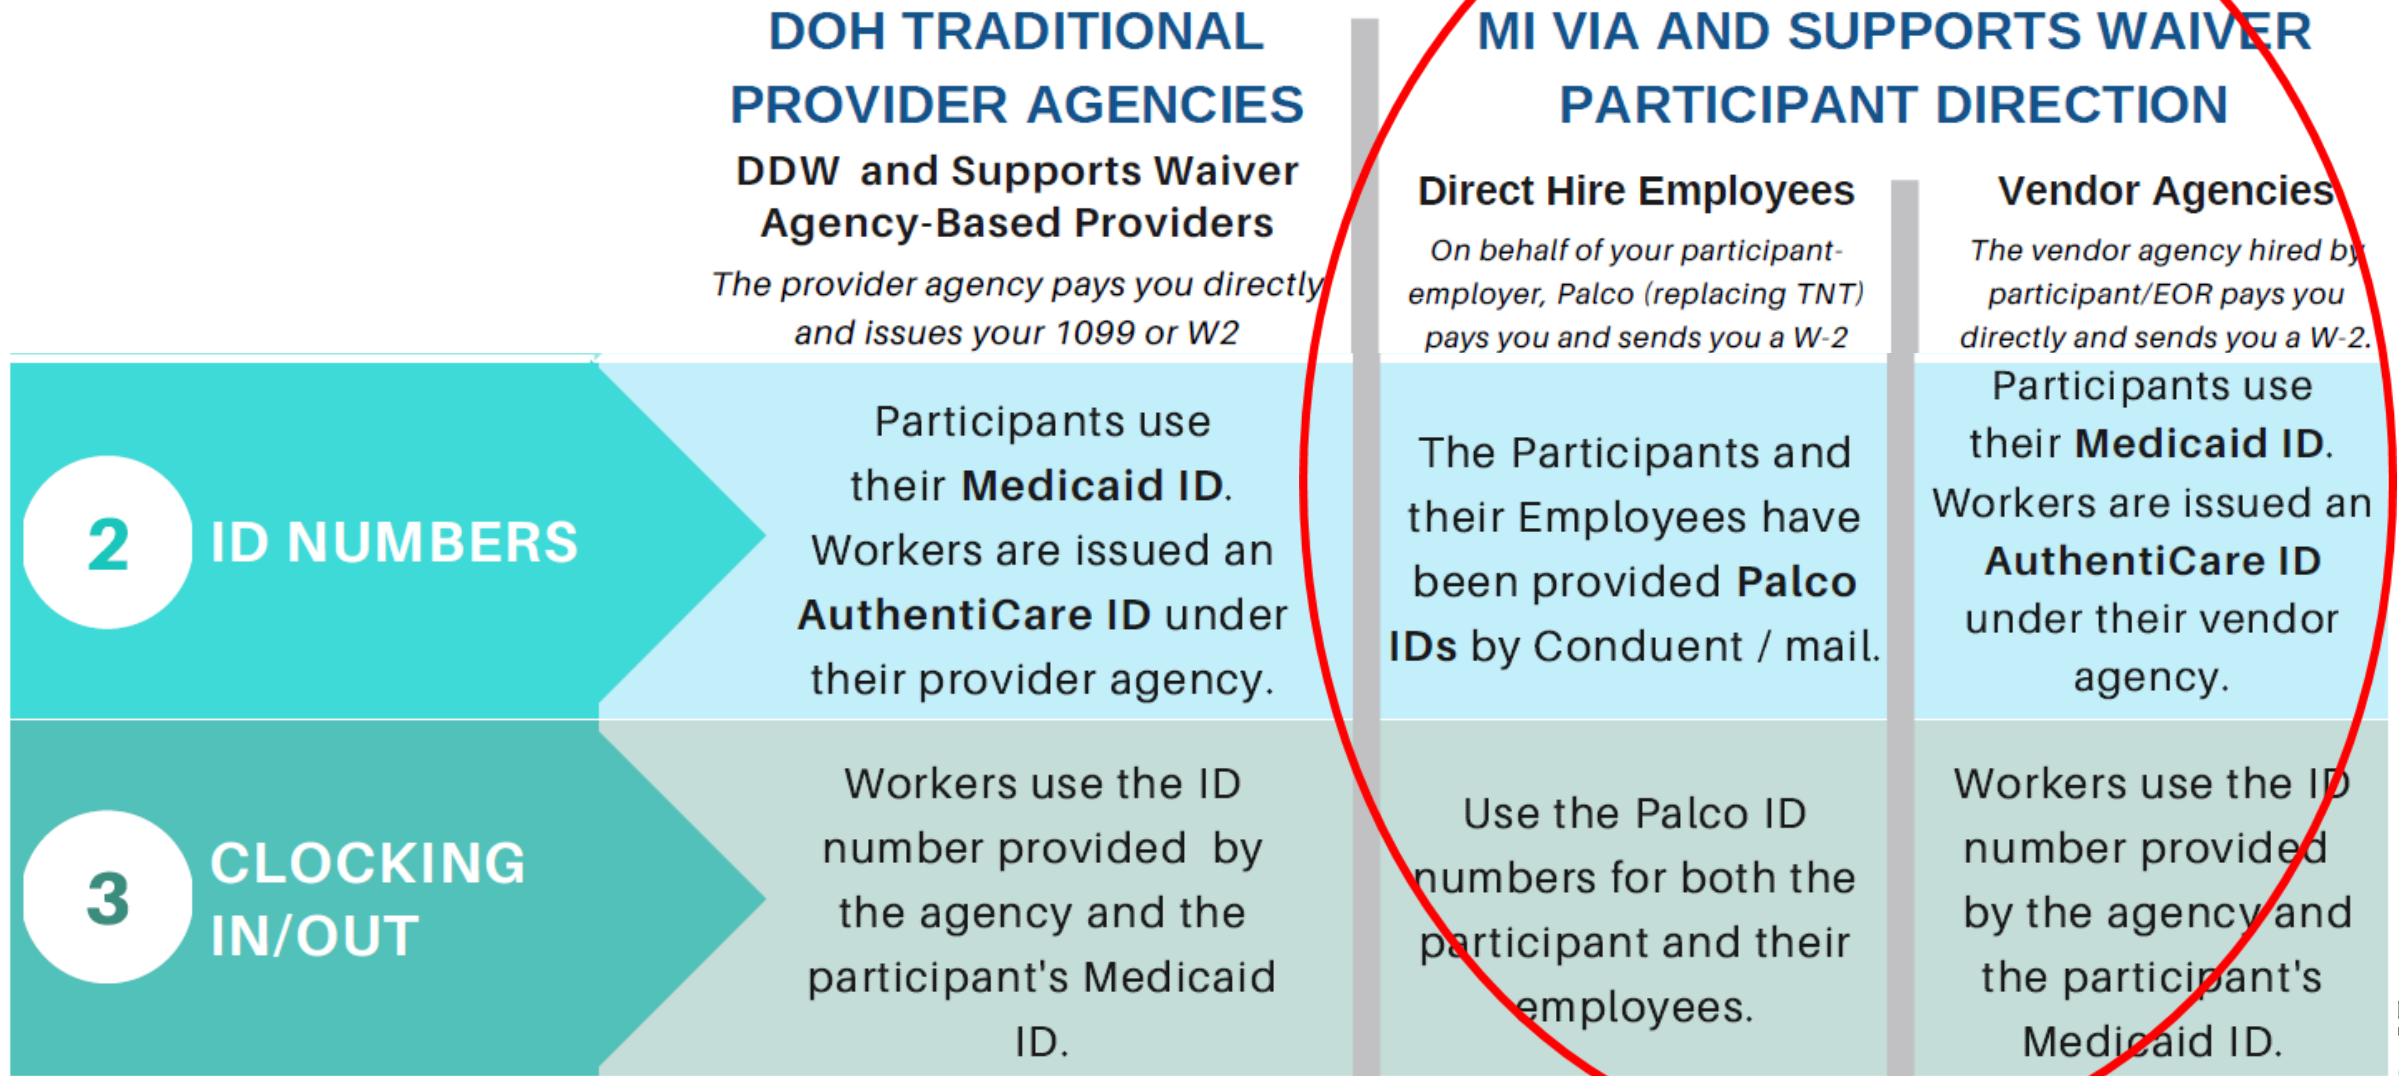 DOH TRADITIONAL
PROVIDER AGENCIES
DDW and Supports Waiver
Agency-Based Providers
The provider agency pays you directly
and issues your 1099 or W2
MI VIA AND SUPPORTS WAIVER
PARTICIPANT DIRECTION
Direct Hire Employees
On behalf of your participant-
employer, Palco (replacing TNT)
pays you and sends you a W-2
Vendor Agencies
The vendor agency hired by
participant/EOR pays you
directly and sends you a W-2.
2
ID NUMBERS
Participants use
their Medicaid ID.
Workers are issued an
AuthentiCare ID under
their provider agency.
The Participants and
their Employees have
been provided Palco
IDs by Conduent / mail.
Participants use
their Medicaid ID.
Workers are issued an
AuthentiCare ID
under their vendor
agency.
3
CLOCKING
IN/OUT
Workers use the ID
number provided by
the agency and the
participant's Medicaid
ID.
Use the Palco ID
numbers for both the
participant and their
employees.
Workers use the ID
number provided
by the agency and
the participant's
Medicaid ID.